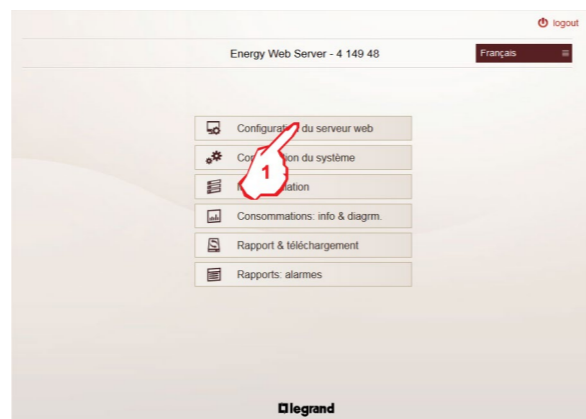 logout
Energy Web Server - 4 149 48
Français
Configuration du serveur web
du système
1
Consommations: info & diagrm.
Rapport & téléchargement
Rapports: alarmes
legrand